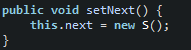 public void setNext() {
    this.next = new S();
}